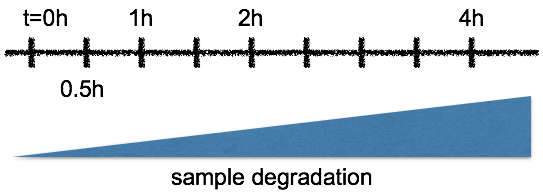 t=0h 1h 2h 4h
0.5h
sample degradation